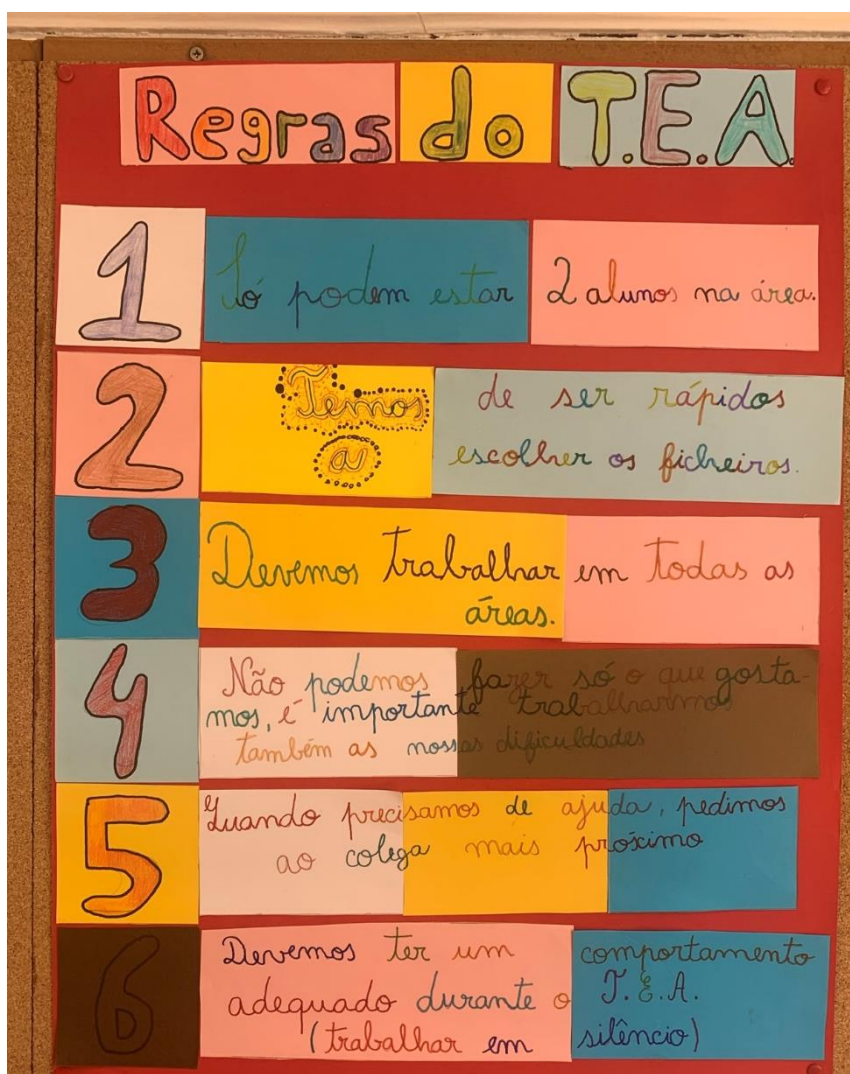 Regras do T.E.A.
1 Só podem estar 2 alunos na área.
2 Temos de ser rápidos
a escolher os ficheiros.
3 Devemos trabalhar em todas as
áreas.
4 Não podemos fazer só o que gosta-
mos, é importante trabalharmos
também as nossas dificuldades
5 Quando precisamos de ajuda, pedimos
ao colega mais próximo
6 Devemos ter um comportamento
adequado durante o T.E.A.
(trabalhar em silêncio)